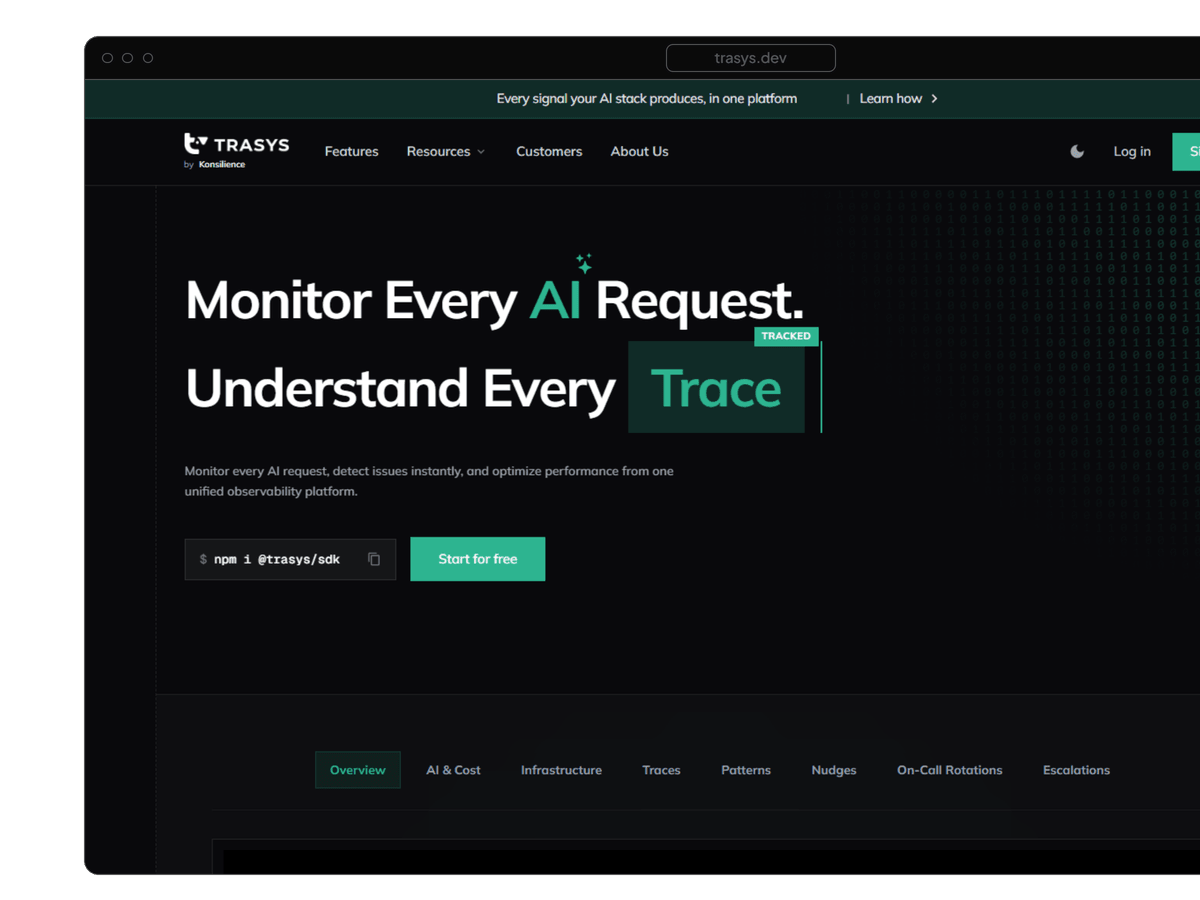 trasys.dev
Every signal your AI stack produces, in one platform | Learn how
TRASYS
by Konsilience
Features Resources Customers About Us Log in
Monitor Every AI Request.
TRACKED
Understand Every Trace
Monitor every AI request, detect issues instantly, and optimize performance from one
unified observability platform.
$ npm i @trasys/sdk
Start for free
Overview AI & Cost Infrastructure Traces Patterns Nudges On-Call Rotations Escalations